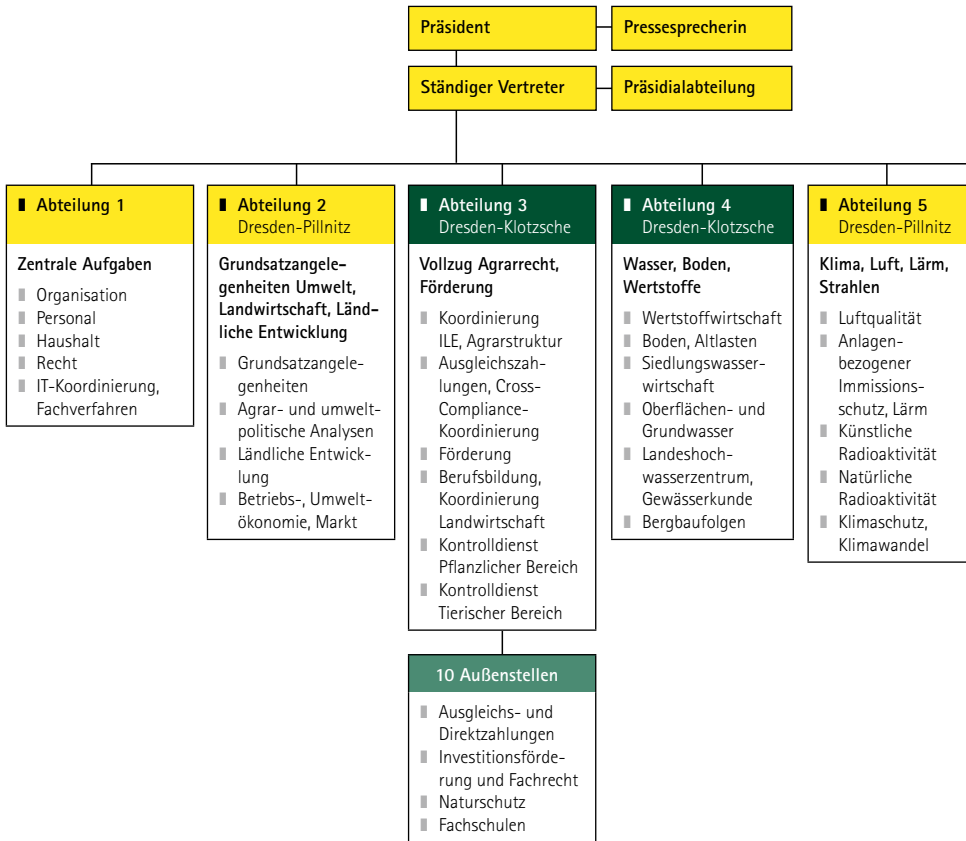 Präsident
Pressesprecherin
Ständiger Vertreter
Präsidialabteilung
Abteilung 1
Zentrale Aufgaben
Organisation
Personal
Haushalt
Recht
IT-Koordinierung,
Fachverfahren
Abteilung 2
Dresden-Pillnitz
Grundsatzangele-
genheiten Umwelt,
Landwirtschaft, Länd-
liche Entwicklung
Grundsatzangele-
genheiten
Agrar- und umwelt-
politische Analysen
Ländliche Entwick-
lung
Betriebs-, Umwelt-
ökonomie, Markt
Abteilung 3
Dresden-Klotzsche
Vollzug Agrarrecht,
Förderung
Koordinierung
ILE, Agrarstruktur
Ausgleichszah-
lungen, Cross-
Compliance-
Koordinierung
Förderung
Berufsbildung,
Koordinierung
Landwirtschaft
Kontrolldienst
Pflanzlicher Bereich
Kontrolldienst
Tierischer Bereich
10 Außenstellen
Ausgleichs- und
Direktzahlungen
Investitionsförde-
rung und Fachrecht
Naturschutz
Fachschulen
Abteilung 4
Dresden-Klotzsche
Wasser, Boden,
Wertstoffe
Wertstoffwirtschaft
Boden, Altlasten
Siedlungswasser-
wirtschaft
Oberflächen- und
Grundwasser
Landeshoch-
wasserzentrum,
Gewässerkunde
Bergbaufolgen
Abteilung 5
Dresden-Pillnitz
Klima, Luft, Lärm,
Strahlen
Luftqualität
Anlagen-
bezogener
Immissions-
schutz, Lärm
Künstliche
Radioaktivität
Natürliche
Radioaktivität
Klimaschutz,
Klimawandel